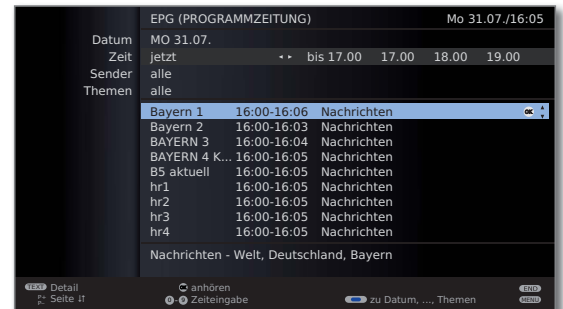 EPG (PROGRAMMZEITUNG) Mo 31.07./16:05
Datum MO 31.07.
Zeit jetzt bis 17.00 17.00 18.00 19.00
Sender alle
Themen alle
Bayern 1 16:00-16:06 Nachrichten OK
Bayern 2 16:00-16:03 Nachrichten
BAYERN 3 16:00-16:04 Nachrichten
BAYERN 4 K... 16:00-16:05 Nachrichten
B5 aktuell 16:00-16:05 Nachrichten
hr1 16:00-16:05 Nachrichten
hr2 16:00-16:05 Nachrichten
hr3 16:00-16:05 Nachrichten
hr4 16:00-16:05 Nachrichten
Nachrichten - Welt, Deutschland, Bayern
TEXT Detail OK anhören END
P+ P- Seite ↓↑ 0-9 Zeiteingabe zu Datum, ..., Themen MENU